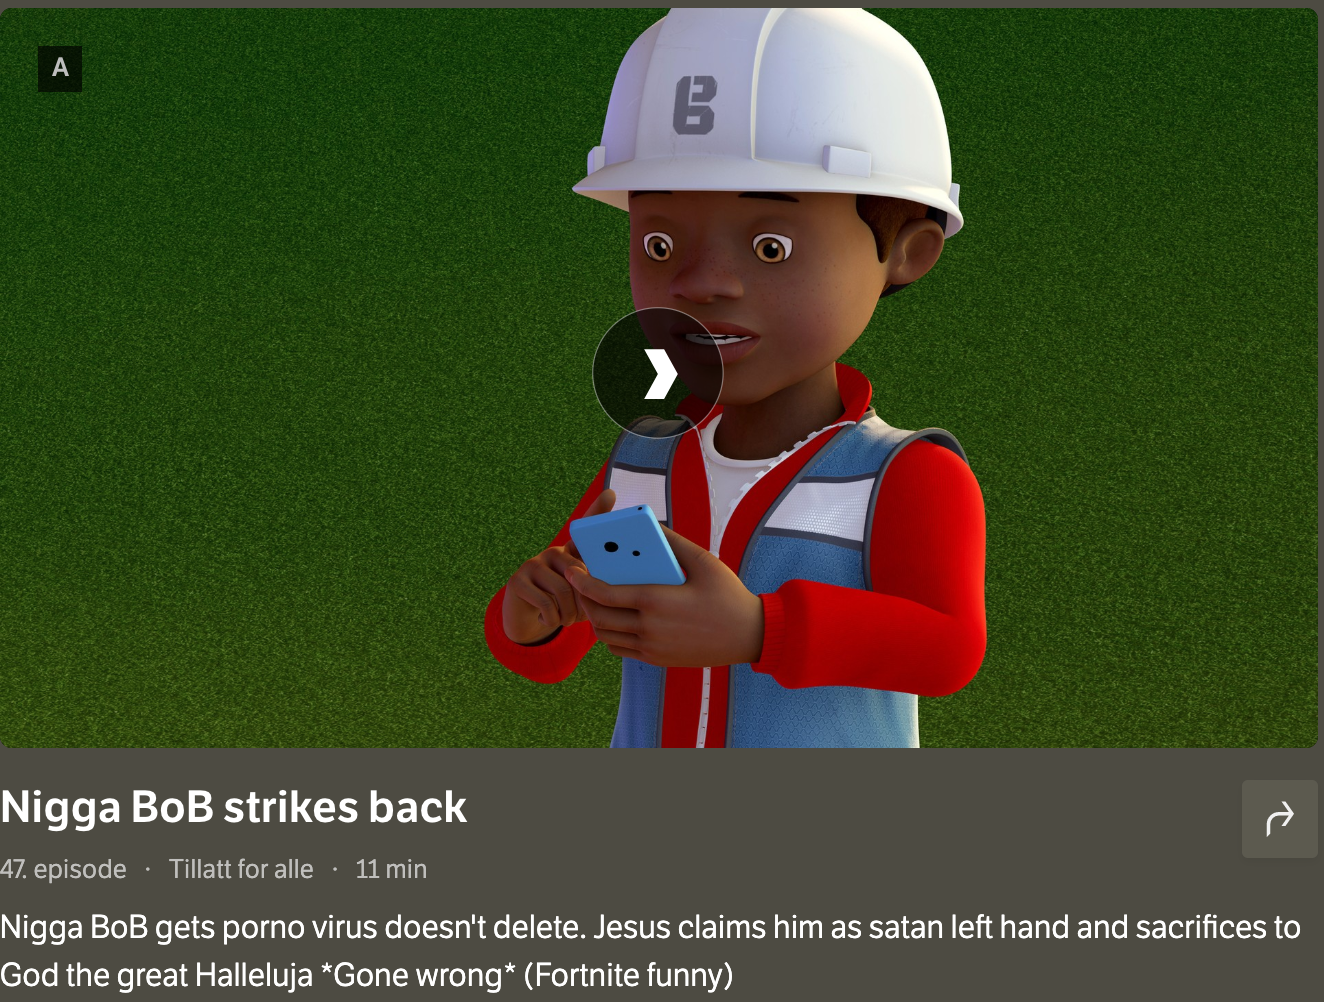 A
B
Nigga BoB strikes back
47. episode · Tillatt for alle · 11 min
Nigga BoB gets porno virus doesn't delete. Jesus claims him as satan left hand and sacrifices to
God the great Halleluja *Gone wrong* (Fortnite funny)